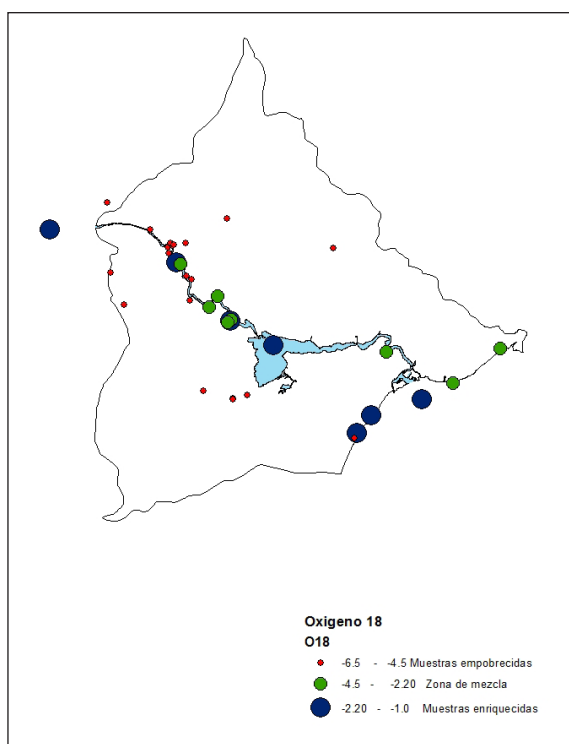 Oxigeno 18
O18
-6.5 - -4.5 Muestras empobrecidas
-4.5 - -2.20 Zona de mezcla
-2.20 - -1.0 Muestras enriquecidas